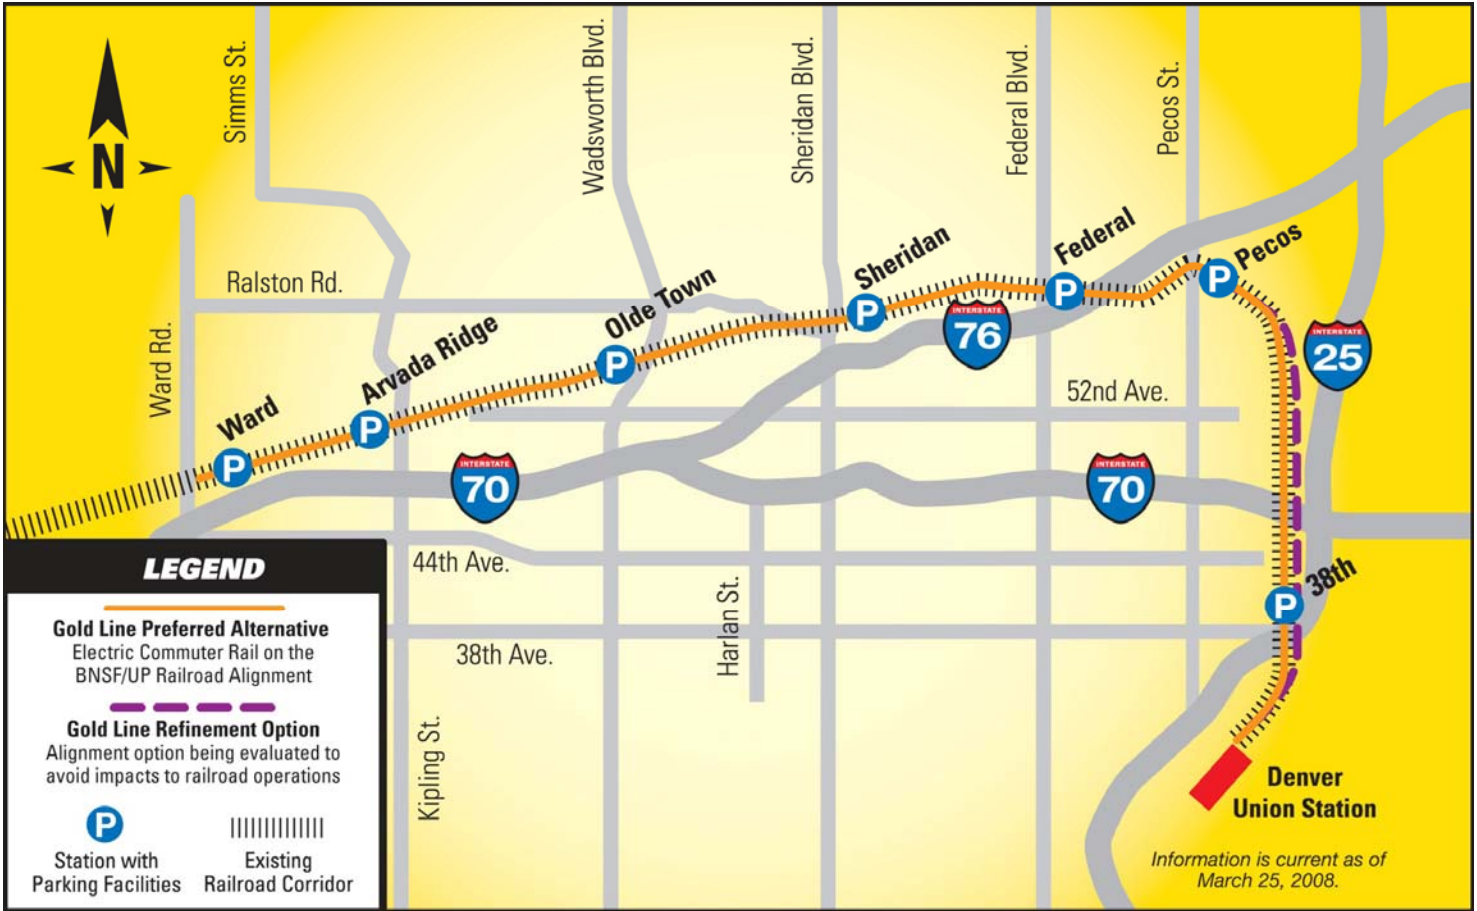 Simms St.
Wadsworth Blvd.
Sheridan Blvd.
Federal Blvd.
Pecos St.
N
Ralston Rd.
Ward Rd.
Ward
Arvada Ridge
Olde Town
Sheridan
Federal
Pecos
P
P
P
P
P
P
INTERSTATE
76
INTERSTATE
25
52nd Ave.
INTERSTATE
70
INTERSTATE
70
44th Ave.
38th
P
38th Ave.
Harlan St.
Kipling St.
Denver
Union Station
Information is current as of
March 25, 2008.
LEGEND
Gold Line Preferred Alternative
Electric Commuter Rail on the
BNSF/UP Railroad Alignment
Gold Line Refinement Option
Alignment option being evaluated to
avoid impacts to railroad operations
P
Station with
Parking Facilities
Existing
Railroad Corridor